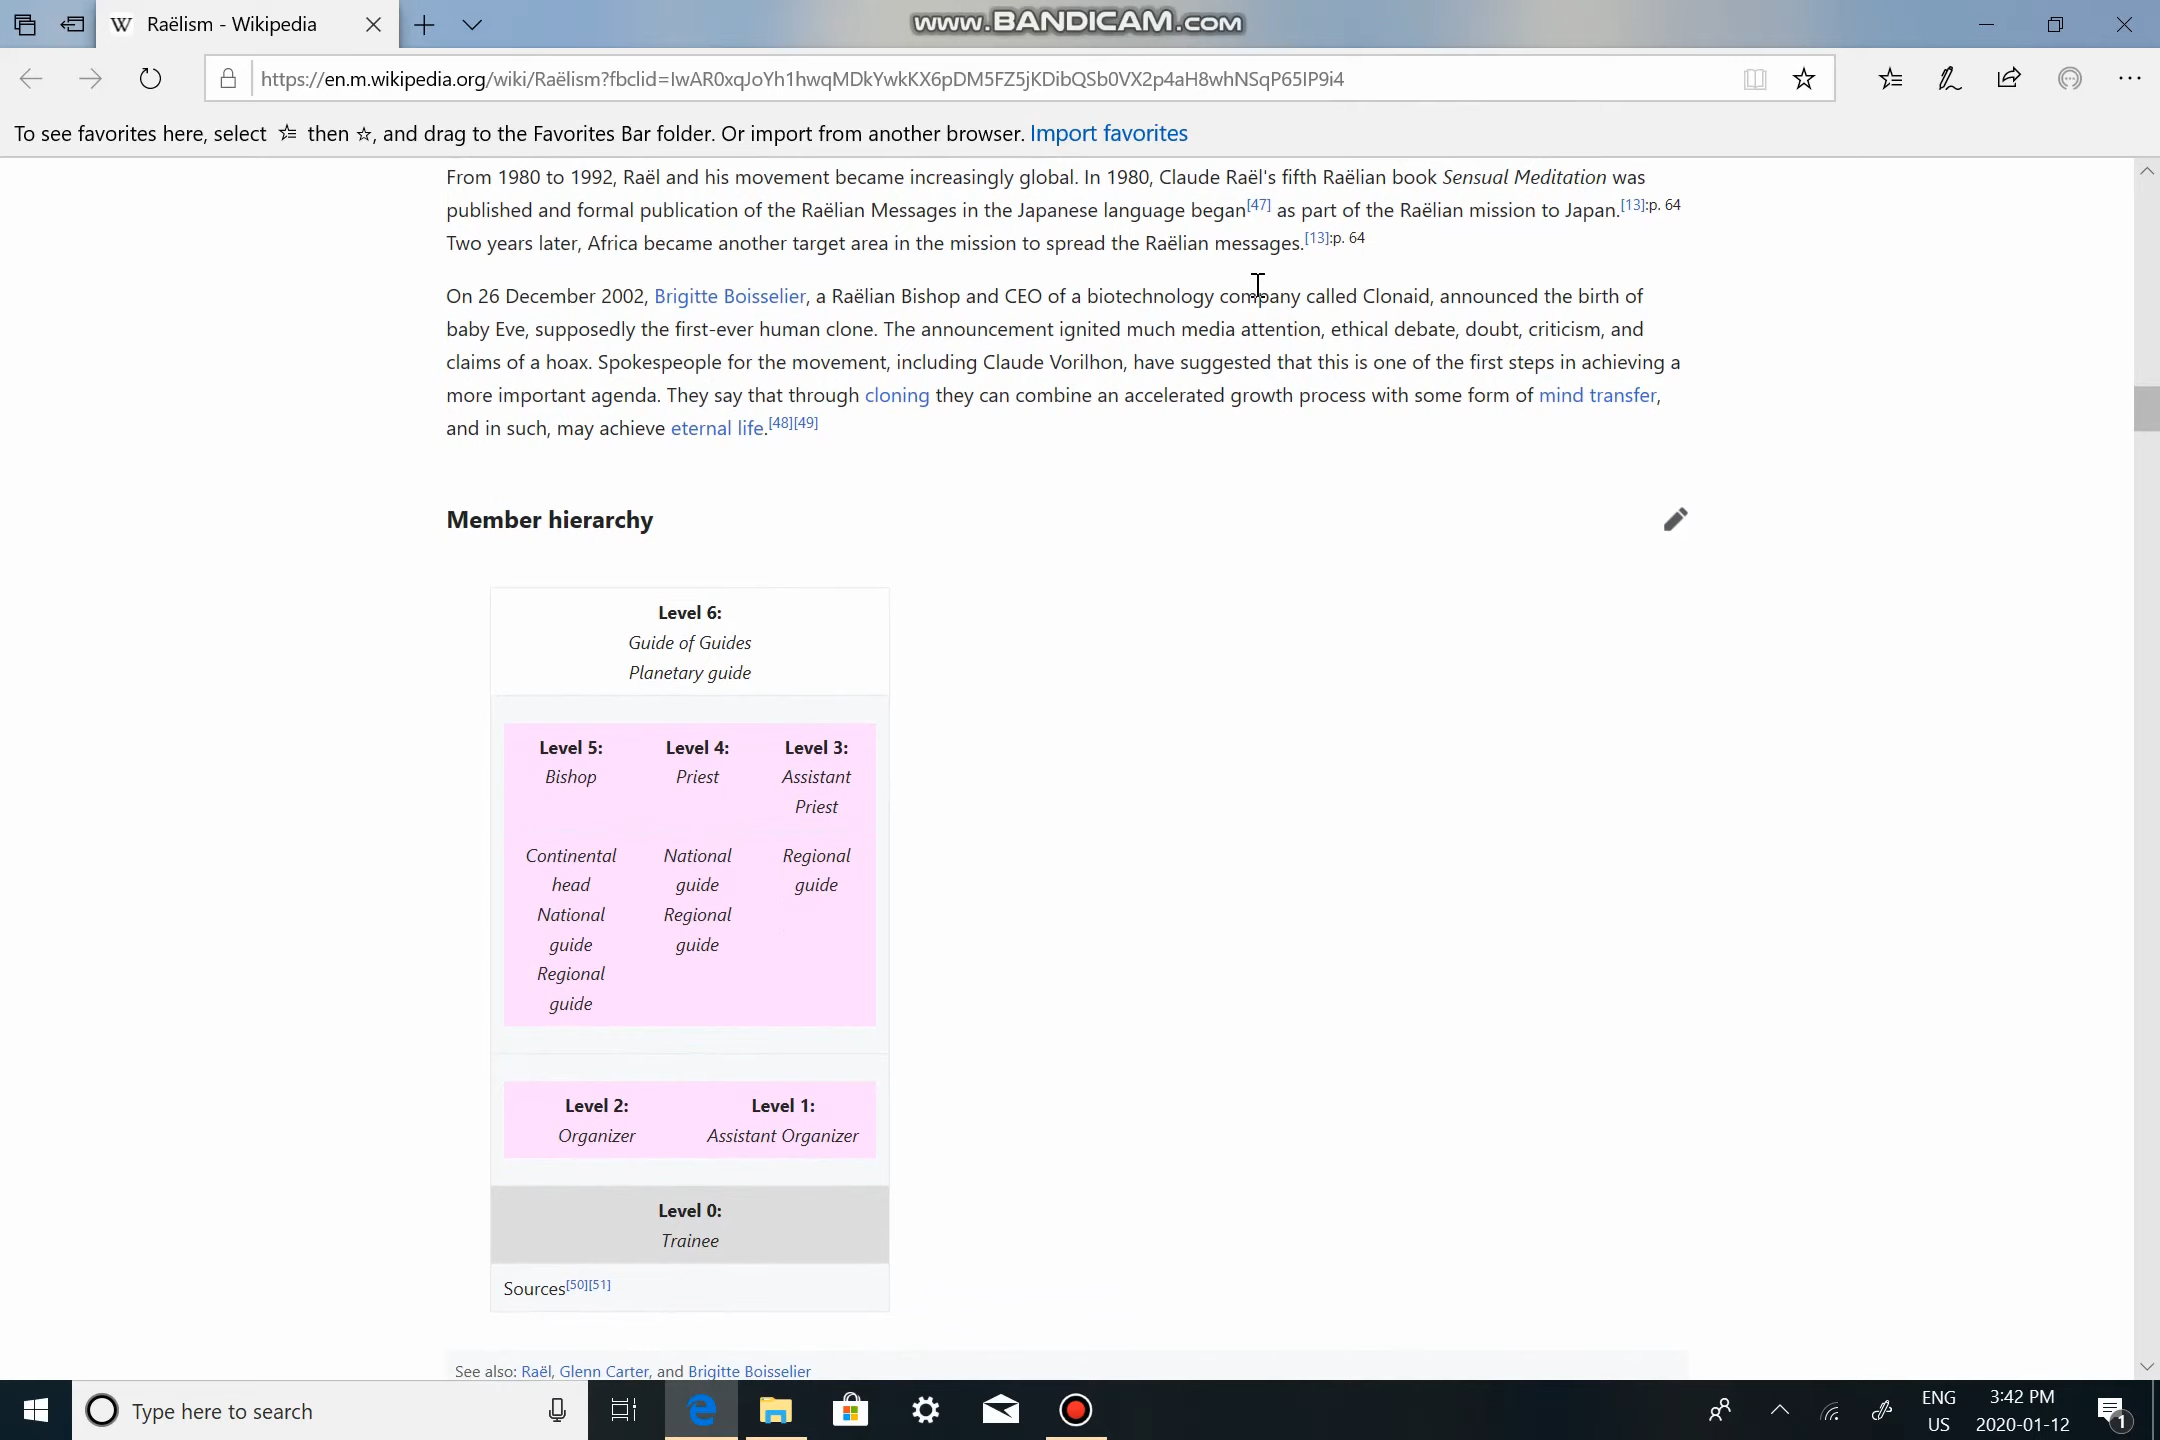 Raëlism - Wikipedia
www.BANDICAM.com
https://en.m.wikipedia.org/wiki/Raëlism?fbclid=IwAR0xqJoYh1hwqMDkYwkKX6pDM5FZ5jKDibQSb0VX2p4aH8whNSqP65IP9i4
To see favorites here, select then ☆, and drag to the Favorites Bar folder. Or import from another browser. Import favorites
From 1980 to 1992, Raël and his movement became increasingly global. In 1980, Claude Raël's fifth Raëlian book Sensual Meditation was
published and formal publication of the Raëlian Messages in the Japanese language began[47] as part of the Raëlian mission to Japan.[13]:p. 64
Two years later, Africa became another target area in the mission to spread the Raëlian messages.[13]:p. 64
On 26 December 2002, Brigitte Boisselier, a Raëlian Bishop and CEO of a biotechnology company called Clonaid, announced the birth of
baby Eve, supposedly the first-ever human clone. The announcement ignited much media attention, ethical debate, doubt, criticism, and
claims of a hoax. Spokespeople for the movement, including Claude Vorilhon, have suggested that this is one of the first steps in achieving a
more important agenda. They say that through cloning they can combine an accelerated growth process with some form of mind transfer,
and in such, may achieve eternal life.[48][49]
Member hierarchy
Level 6:
Guide of Guides
Planetary guide
Level 5: Level 4: Level 3:
Bishop Priest Assistant
Priest
Continental National Regional
head guide guide
National Regional
guide guide
Regional
guide
Level 2: Level 1:
Organizer Assistant Organizer
Level 0:
Trainee
Sources[50][51]
See also: Raël, Glenn Carter, and Brigitte Boisselier
Type here to search
ENG 3:42 PM
US 2020-01-12
1